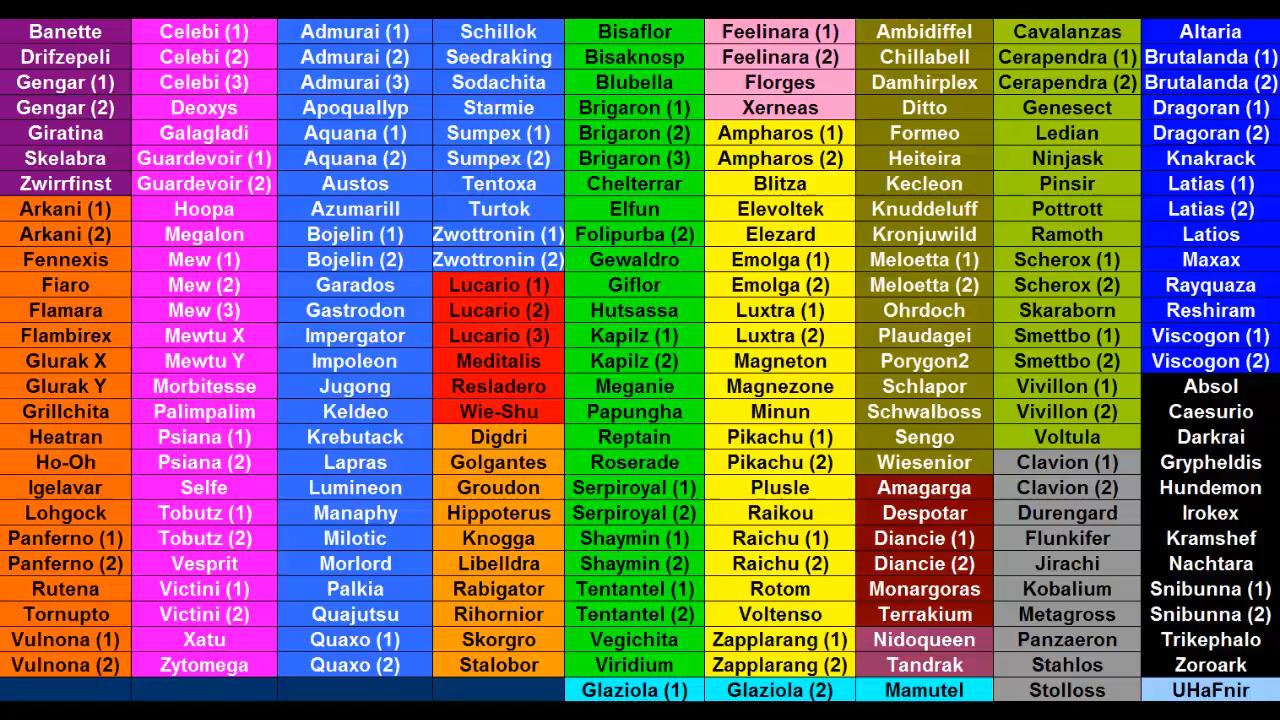 Banette Celebi (1) Admurai (1) Schillok Bisaflor Feelinara (1) Ambidiffel Cavalanzas Altaria
Drifzepeli Celebi (2) Admurai (2) Seedraking Bisaknosp Feelinara (2) Chillabell Cerapendra (1) Brutalanda (1)
Gengar (1) Celebi (3) Admurai (3) Sodachita Blubella Florges Damhirplex Cerapendra (2) Brutalanda (2)
Gengar (2) Deoxys Apoquallyp Starmie Brigaron (1) Xerneas Ditto Genesect Dragoran (1)
Giratina Galagladi Aquana (1) Sumpex (1) Brigaron (2) Ampharos (1) Formeo Ledian Dragoran (2)
Skelabra Guardevoir (1) Aquana (2) Sumpex (2) Brigaron (3) Ampharos (2) Heiteira Ninjask Knakrack
Zwirrfinst Guardevoir (2) Austos Tentoxa Chelterrar Blitza Kecleon Pinsir Latias (1)
Arkani (1) Hoopa Azumarill Turtok Elfun Elevoltek Knuddeluff Pottrott Latias (2)
Arkani (2) Megalon Bojelin (1) Zwottronin (1) Folipurba (2) Elezard Kronjuwild Ramoth Latios
Fennexis Mew (1) Bojelin (2) Zwottronin (2) Gewaldro Emolga (1) Meloetta (1) Scherox (1) Maxax
Fiaro Mew (2) Garados Lucario (1) Giflor Emolga (2) Meloetta (2) Scherox (2) Rayquaza
Flamara Mew (3) Gastrodon Lucario (2) Hutsassa Luxtra (1) Ohrdoch Skaraborn Reshiram
Flambirex Mewtu X Impergator Lucario (3) Kapilz (1) Luxtra (2) Plaudagei Smettbo (1) Viscogon (1)
Glurak X Mewtu Y Impoleon Meditalis Kapilz (2) Magneton Porygon2 Smettbo (2) Viscogon (2)
Glurak Y Morbitesse Jugong Resladero Meganie Magnezone Schlapor Vivillon (1) Absol
Grillchita Palimpalim Keldeo Wie-Shu Papungha Minun Schwalboss Vivillon (2) Caesurio
Heatran Psiana (1) Krebutack Digdri Reptain Pikachu (1) Sengo Voltula Darkrai
Ho-Oh Psiana (2) Lapras Golgantes Roserade Pikachu (2) Wiesenior Clavion (1) Grypheldis
Igelavar Selfe Lumineon Groudon Serpiroyal (1) Plusle Amagarga Clavion (2) Hundemon
Lohgock Tobutz (1) Manaphy Hippoterus Serpiroyal (2) Raikou Despotar Durengard Irokex
Panferno (1) Tobutz (2) Milotic Knogga Shaymin (1) Raichu (1) Diancie (1) Flunkifer Kramshef
Panferno (2) Vesprit Morlord Libelldra Shaymin (2) Raichu (2) Diancie (2) Jirachi Nachtara
Rutena Victini (1) Palkia Rabigator Tentantel (1) Rotom Monargoras Kobalium Snibunna (1)
Tornupto Victini (2) Quajutsu Rihornior Tentantel (2) Voltenso Terrakium Metagross Snibunna (2)
Vulnona (1) Xatu Quaxo (1) Skorgro Vegichita Zapplarang (1) Nidoqueen Panzaeron Trikephalo
Vulnona (2) Zytomega Quaxo (2) Stalobor Viridium Zapplarang (2) Tandrak Stahlos Zoroark
Glaziola (1) Glaziola (2) Mamutel Stolloss UHaFnir